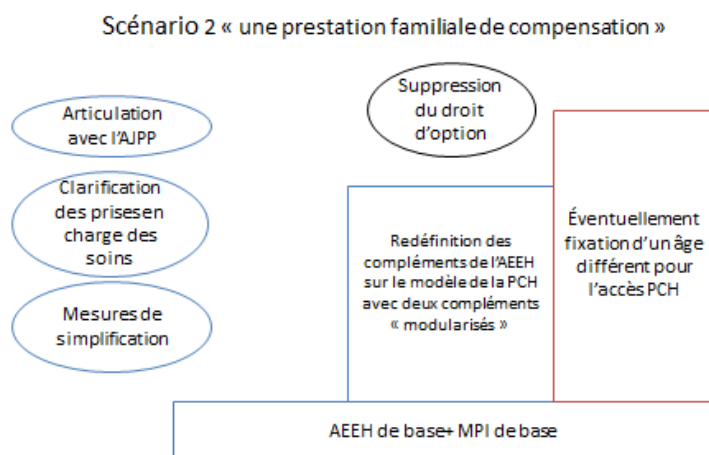 Scénario 2 « une prestation familiale de compensation »
Articulation
avec l'AJPP
Clarification
des prisesen
charge des
soins
Mesures de
simplification
Suppression
du droit
d'option
Redéfinition des
compléments de l'AEEH
sur le modèle de la PCH
avec deux compléments
« modularisés »
Éventuellement
fixation d'un âge
différent pour
l'accès PCH
AEEH de base+ MPI de base